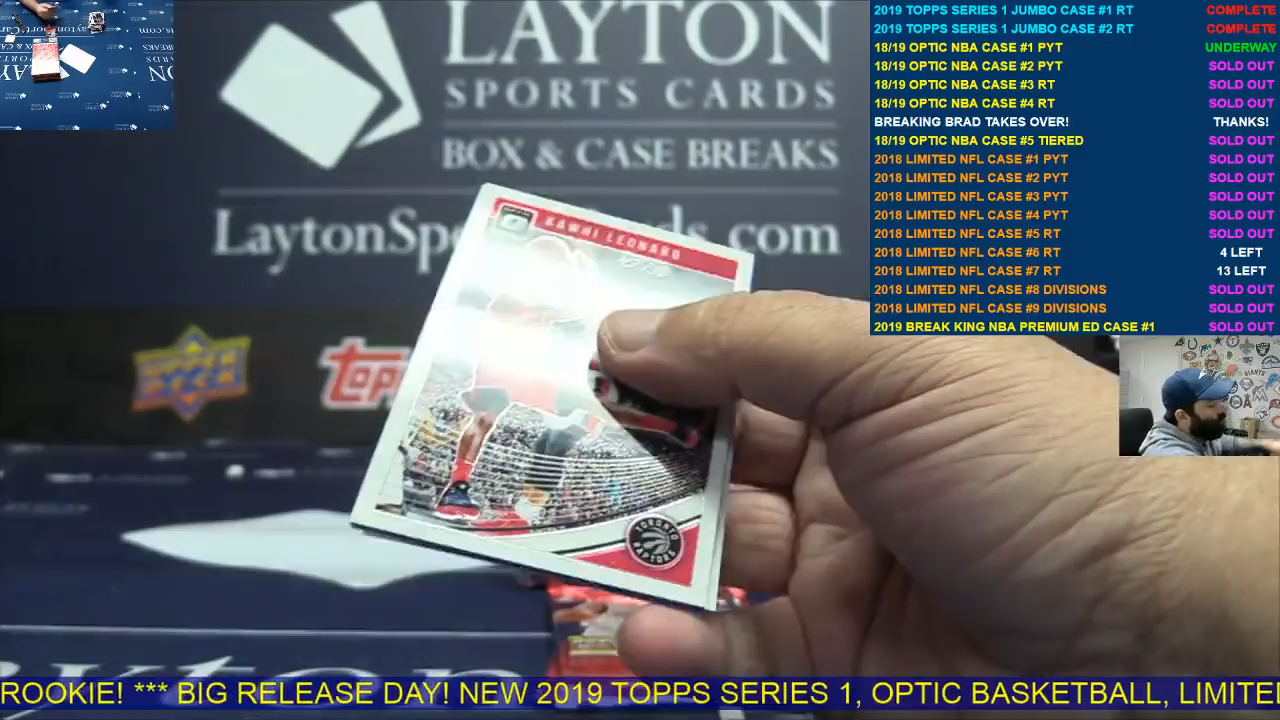 LAYTON
SPORTS CARDS
BOX & CASE BREAKS
KAWHI LEONARD
TORONTO
RAPTORS
2019 TOPPS SERIES 1 JUMBO CASE #1 RT COMPLETE
2019 TOPPS SERIES 1 JUMBO CASE #2 RT COMPLETE
18/19 OPTIC NBA CASE #1 PYT UNDERWAY
18/19 OPTIC NBA CASE #2 PYT SOLD OUT
18/19 OPTIC NBA CASE #3 RT SOLD OUT
18/19 OPTIC NBA CASE #4 RT SOLD OUT
BREAKING BRAD TAKES OVER! THANKS!
18/19 OPTIC NBA CASE #5 TIERED SOLD OUT
2018 LIMITED NFL CASE #1 PYT SOLD OUT
2018 LIMITED NFL CASE #2 PYT SOLD OUT
2018 LIMITED NFL CASE #3 PYT SOLD OUT
2018 LIMITED NFL CASE #4 PYT SOLD OUT
2018 LIMITED NFL CASE #5 RT SOLD OUT
2018 LIMITED NFL CASE #6 RT 4 LEFT
2018 LIMITED NFL CASE #7 RT 13 LEFT
2018 LIMITED NFL CASE #8 DIVISIONS SOLD OUT
2018 LIMITED NFL CASE #9 DIVISIONS SOLD OUT
2019 BREAK KING NBA PREMIUM ED CASE #1 SOLD OUT
ROOKIE! *** BIG RELEASE DAY! NEW 2019 TOPPS SERIES 1, OPTIC BASKETBALL, LIMITE